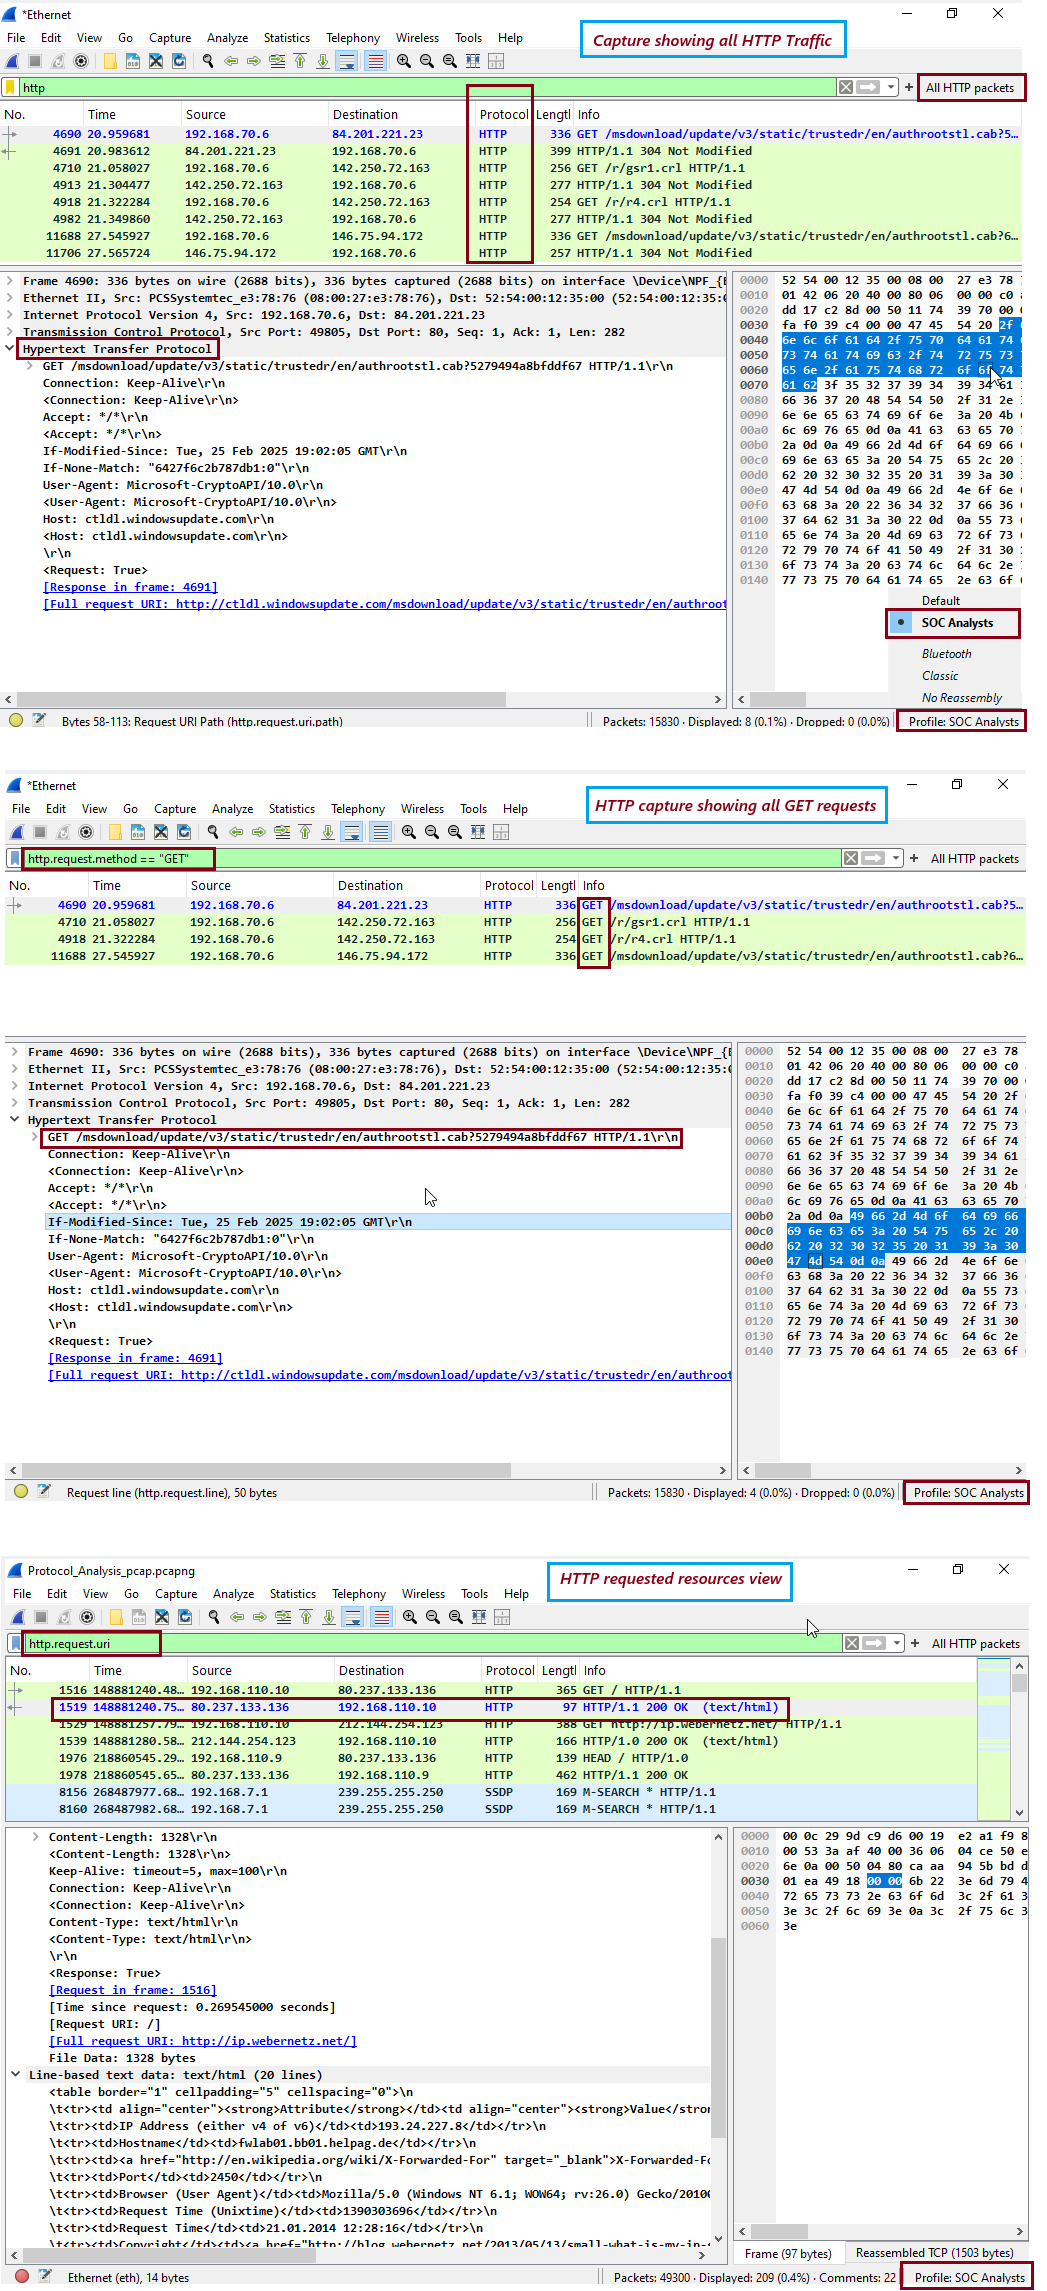 *Ethernet
File Edit View Go Capture Analyze Statistics Telephony Wireless Tools Help
Capture showing all HTTP Traffic
http
All HTTP packets
No. Time Source Destination Protocol Lengtl Info
4690 20.959681 192.168.70.6 84.201.221.23 HTTP 336 GET /msdownload/update/v3/static/trustedr/en/authrootstl.cab?5…
4691 20.983612 84.201.221.23 192.168.70.6 HTTP 399 HTTP/1.1 304 Not Modified
4710 21.058027 192.168.70.6 142.250.72.163 HTTP 256 GET /r/gsr1.crl HTTP/1.1
4913 21.304477 142.250.72.163 192.168.70.6 HTTP 277 HTTP/1.1 304 Not Modified
4918 21.322284 192.168.70.6 142.250.72.163 HTTP 254 GET /r/r4.crl HTTP/1.1
4982 21.349860 142.250.72.163 192.168.70.6 HTTP 277 HTTP/1.1 304 Not Modified
11688 27.545927 192.168.70.6 146.75.94.172 HTTP 336 GET /msdownload/update/v3/static/trustedr/en/authrootstl.cab?6…
11706 27.565724 146.75.94.172 192.168.70.6 HTTP 257 HTTP/1.1 304 Not Modified
Frame 4690: 336 bytes on wire (2688 bits), 336 bytes captured (2688 bits) on interface \Device\NPF_{E
Ethernet II, Src: PCSSystemtec_e3:78:76 (08:00:27:e3:78:76), Dst: 52:54:00:12:35:00 (52:54:00:12:35:0
Internet Protocol Version 4, Src: 192.168.70.6, Dst: 84.201.221.23
Transmission Control Protocol, Src Port: 49805, Dst Port: 80, Seq: 1, Ack: 1, Len: 282
Hypertext Transfer Protocol
GET /msdownload/update/v3/static/trustedr/en/authrootstl.cab?5279494a8bfddf67 HTTP/1.1\r\n
Connection: Keep-Alive\r\n
<Connection: Keep-Alive\r\n>
Accept: */*\r\n
<Accept: */*\r\n>
If-Modified-Since: Tue, 25 Feb 2025 19:02:05 GMT\r\n
If-None-Match: "6427f6c2b787db1:0"\r\n
User-Agent: Microsoft-CryptoAPI/10.0\r\n
<User-Agent: Microsoft-CryptoAPI/10.0\r\n>
Host: ctldl.windowsupdate.com\r\n
<Host: ctldl.windowsupdate.com\r\n>
\r\n
<Request: True>
[Response in frame: 4691]
[Full request URI: http://ctldl.windowsupdate.com/msdownload/update/v3/static/trustedr/en/authroot
0000 52 54 00 12 35 00 08 00 27 e3 78
0010 01 42 06 20 40 00 80 06 00 00 c0
0020 dd 17 c2 8d 00 50 11 74 39 70 00
0030 fa f0 39 c4 00 00 47 45 54 20 2f
0040 6e 6c 6f 61 64 2f 75 70 64 61 74
0050 73 74 61 74 69 63 2f 74 72 75 73
0060 65 6e 2f 61 75 74 68 72 6f 6f 74
0070 61 62 3f 35 32 37 39 34 39 34 61
0080 66 36 37 20 48 54 54 50 2f 31 2e
0090 6e 6e 65 63 74 69 6f 6e 3a 20 4b
00a0 6c 69 76 65 0d 0a 41 63 63 65 70
00b0 2a 0d 0a 49 66 2d 4d 6f 64 69 66
00c0 69 6e 63 65 3a 20 54 75 65 2c 20
00d0 62 20 32 30 32 35 20 31 39 3a 30
00e0 47 4d 54 0d 0a 49 66 2d 4e 6f 6e
00f0 63 68 3a 20 22 36 34 32 37 66 36
0100 37 64 62 31 3a 30 22 0d 0a 55 73
0110 65 6e 74 3a 20 4d 69 63 72 6f 73
0120 72 79 70 74 6f 41 50 49 2f 31 30
0130 6f 73 74 3a 20 63 74 6c 64 6c 2e
0140 77 73 75 70 64 61 74 65 2e 63 6f
Default
SOC Analysts
Bluetooth
Classic
No Reassembly
Bytes 58-113: Request URI Path (http.request.uri.path)
Packets: 15830 · Displayed: 8 (0.1%) · Dropped: 0 (0.0%)
Profile: SOC Analysts
*Ethernet
File Edit View Go Capture Analyze Statistics Telephony Wireless Tools Help
HTTP capture showing all GET requests
http.request.method == "GET"
All HTTP packets
No. Time Source Destination Protocol Lengtl Info
4690 20.959681 192.168.70.6 84.201.221.23 HTTP 336 GET /msdownload/update/v3/static/trustedr/en/authrootstl.cab?5…
4710 21.058027 192.168.70.6 142.250.72.163 HTTP 256 GET /r/gsr1.crl HTTP/1.1
4918 21.322284 192.168.70.6 142.250.72.163 HTTP 254 GET /r/r4.crl HTTP/1.1
11688 27.545927 192.168.70.6 146.75.94.172 HTTP 336 GET /msdownload/update/v3/static/trustedr/en/authrootstl.cab?6…
Frame 4690: 336 bytes on wire (2688 bits), 336 bytes captured (2688 bits) on interface \Device\NPF_{E
Ethernet II, Src: PCSSystemtec_e3:78:76 (08:00:27:e3:78:76), Dst: 52:54:00:12:35:00 (52:54:00:12:35:0
Internet Protocol Version 4, Src: 192.168.70.6, Dst: 84.201.221.23
Transmission Control Protocol, Src Port: 49805, Dst Port: 80, Seq: 1, Ack: 1, Len: 282
Hypertext Transfer Protocol
GET /msdownload/update/v3/static/trustedr/en/authrootstl.cab?5279494a8bfddf67 HTTP/1.1\r\n
Connection: Keep-Alive\r\n
<Connection: Keep-Alive\r\n>
Accept: */*\r\n
<Accept: */*\r\n>
If-Modified-Since: Tue, 25 Feb 2025 19:02:05 GMT\r\n
If-None-Match: "6427f6c2b787db1:0"\r\n
User-Agent: Microsoft-CryptoAPI/10.0\r\n
<User-Agent: Microsoft-CryptoAPI/10.0\r\n>
Host: ctldl.windowsupdate.com\r\n
<Host: ctldl.windowsupdate.com\r\n>
\r\n
<Request: True>
[Response in frame: 4691]
[Full request URI: http://ctldl.windowsupdate.com/msdownload/update/v3/static/trustedr/en/authroot
0000 52 54 00 12 35 00 08 00 27 e3 78
0010 01 42 06 20 40 00 80 06 00 00 c0
0020 dd 17 c2 8d 00 50 11 74 39 70 00
0030 fa f0 39 c4 00 00 47 45 54 20 2f
0040 6e 6c 6f 61 64 2f 75 70 64 61 74
0050 73 74 61 74 69 63 2f 74 72 75 73
0060 65 6e 2f 61 75 74 68 72 6f 6f 74
0070 61 62 3f 35 32 37 39 34 39 34 61
0080 66 36 37 20 48 54 54 50 2f 31 2e
0090 6e 6e 65 63 74 69 6f 6e 3a 20 4b
00a0 6c 69 76 65 0d 0a 41 63 63 65 70
00b0 2a 0d 0a 49 66 2d 4d 6f 64 69 66
00c0 69 6e 63 65 3a 20 54 75 65 2c 20
00d0 62 20 32 30 32 35 20 31 39 3a 30
00e0 47 4d 54 0d 0a 49 66 2d 4e 6f 6e
00f0 63 68 3a 20 22 36 34 32 37 66 36
0100 37 64 62 31 3a 30 22 0d 0a 55 73
0110 65 6e 74 3a 20 4d 69 63 72 6f 73
0120 72 79 70 74 6f 41 50 49 2f 31 30
0130 6f 73 74 3a 20 63 74 6c 64 6c 2e
0140 77 73 75 70 64 61 74 65 2e 63 6f
Request line (http.request.line), 50 bytes
Packets: 15830 · Displayed: 4 (0.0%) · Dropped: 0 (0.0%)
Profile: SOC Analysts
Protocol_Analysis_pcap.pcapng
File Edit View Go Capture Analyze Statistics Telephony Wireless Tools Help
HTTP requested resources view
http.request.uri
All HTTP packets
No. Time Source Destination Protocol Lengtl Info
1516 148881240.48… 192.168.110.10 80.237.133.136 HTTP 365 GET / HTTP/1.1
1519 148881240.75… 80.237.133.136 192.168.110.10 HTTP 97 HTTP/1.1 200 OK (text/html)
1529 148881257.79… 192.168.110.10 212.144.254.123 HTTP 388 GET http://ip.webernetz.net/ HTTP/1.1
1539 148881280.58… 212.144.254.123 192.168.110.10 HTTP 166 HTTP/1.0 200 OK (text/html)
1976 218860545.29… 192.168.110.9 80.237.133.136 HTTP 139 HEAD / HTTP/1.0
1978 218860545.65… 80.237.133.136 192.168.110.9 HTTP 462 HTTP/1.1 200 OK
8156 268487977.68… 192.168.7.1 239.255.255.250 SSDP 169 M-SEARCH * HTTP/1.1
8160 268487982.68… 192.168.7.1 239.255.255.250 SSDP 169 M-SEARCH * HTTP/1.1
Content-Length: 1328\r\n
<Content-Length: 1328\r\n>
Keep-Alive: timeout=5, max=100\r\n
Connection: Keep-Alive\r\n
<Connection: Keep-Alive\r\n>
Content-Type: text/html\r\n
<Content-Type: text/html\r\n>
\r\n
<Response: True>
[Request in frame: 1516]
[Time since request: 0.269545000 seconds]
[Request URI: /]
[Full request URI: http://ip.webernetz.net/]
File Data: 1328 bytes
Line-based text data: text/html (20 lines)
<table border="1" cellpadding="5" cellspacing="0">\n
\t<tr><td align="center"><strong>Attribute</strong></td><td align="center"><strong>Value</stron
\t<tr><td>IP Address (either v4 of v6)</td><td>193.24.227.8</td></tr>\n
\t<tr><td>Hostname</td><td>fwlab01.bb01.helpag.de</td></tr>\n
\t<tr><td><a href="http://en.wikipedia.org/wiki/X-Forwarded-For" target="_blank">X-Forwarded-Fo
\t<tr><td>Port</td><td>2450</td></tr>\n
\t<tr><td>Browser (User Agent)</td><td>Mozilla/5.0 (Windows NT 6.1; WOW64; rv:26.0) Gecko/20100
\t<tr><td>Request Time (Unixtime)</td><td>1390303696</td></tr>\n
\t<tr><td>Request Time</td><td>21.01.2014 12:28:16</td></tr>\n
\t<tr><td>Copyright</td><td><a href="http://blog.webernetz.net/2013/05/13/small-what-is-my-ip-s
0000 00 0c 29 9d c9 d6 00 19 e2 a1 f9 8
0010 00 53 3a af 40 00 36 06 04 ce 50 e
0020 6e 0a 00 50 04 80 ca aa 94 5b bd d
0030 01 ea 49 18 00 00 6b 22 3e 6d 79 4
0040 72 65 73 73 2e 63 6f 6d 3c 2f 61 3
0050 3e 3c 2f 6c 69 3e 0a 3c 2f 75 6c 3
0060 3e
Frame (97 bytes) Reassembled TCP (1503 bytes)
Ethernet (eth), 14 bytes
Packets: 49300 · Displayed: 209 (0.4%) · Comments: 22
Profile: SOC Analysts